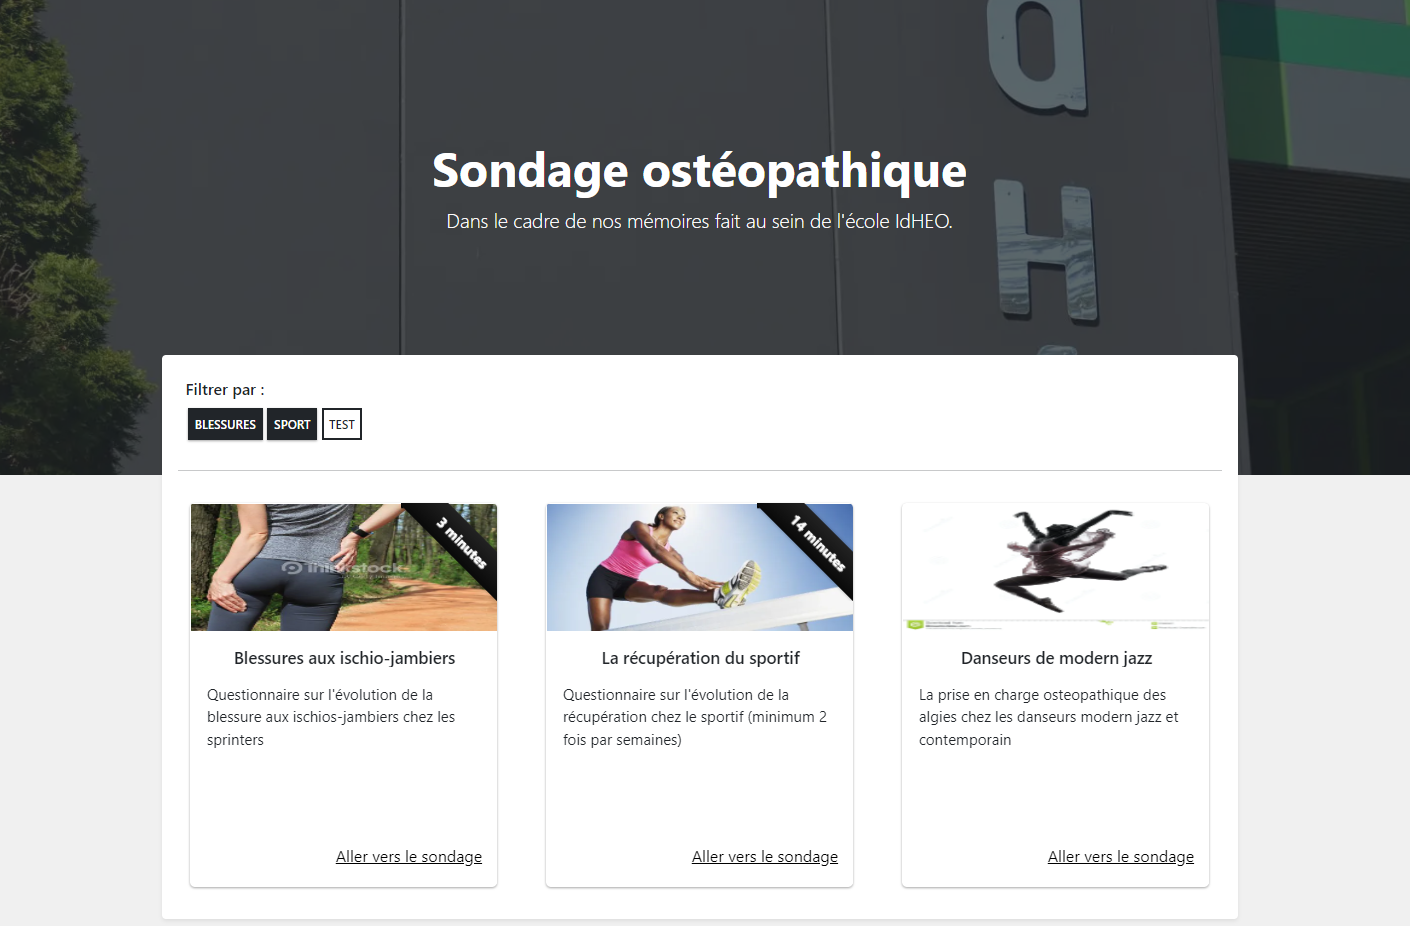 Sondage ostéopathique
Dans le cadre de nos mémoires fait au sein de l'école IdHEO.
Filtrer par :
BLESSURES SPORT TEST
3 minutes
14 minutes
Blessures aux ischio-jambiers
Questionnaire sur l'évolution de la
blessure aux ischios-jambiers chez les
sprinters
Aller vers le sondage
La récupération du sportif
Questionnaire sur l'évolution de la
récupération chez le sportif (minimum 2
fois par semaines)
Aller vers le sondage
Danseurs de modern jazz
La prise en charge osteopathique des
algies chez les danseurs modern jazz et
contemporain
Aller vers le sondage